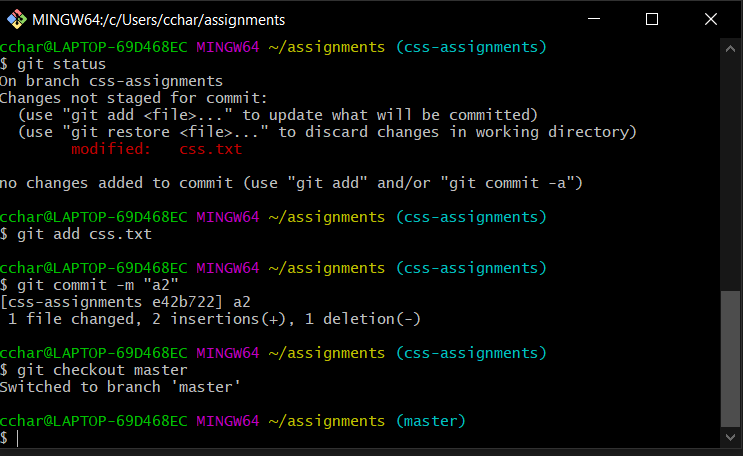 MINGW64:/c/Users/cchar/assignments
cchar@LAPTOP-69D468EC MINGW64 ~/assignments (css-assignments)
$ git status
On branch css-assignments
Changes not staged for commit:
  (use "git add <file>..." to update what will be committed)
  (use "git restore <file>..." to discard changes in working directory)
        modified:   css.txt

no changes added to commit (use "git add" and/or "git commit -a")

cchar@LAPTOP-69D468EC MINGW64 ~/assignments (css-assignments)
$ git add css.txt

cchar@LAPTOP-69D468EC MINGW64 ~/assignments (css-assignments)
$ git commit -m "a2"
[css-assignments e42b722] a2
 1 file changed, 2 insertions(+), 1 deletion(-)

cchar@LAPTOP-69D468EC MINGW64 ~/assignments (css-assignments)
$ git checkout master
Switched to branch 'master'

cchar@LAPTOP-69D468EC MINGW64 ~/assignments (master)
$